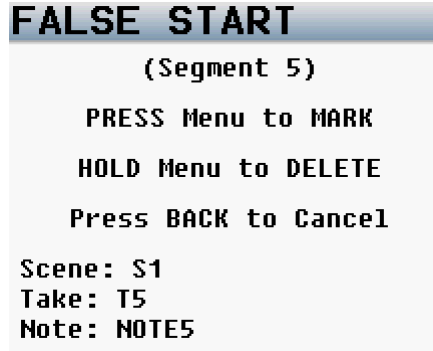 FALSE START
(Segment 5)
PRESS Menu to MARK
HOLD Menu to DELETE
Press BACK to Cancel
Scene: S1
Take: T5
Note: NOTE5